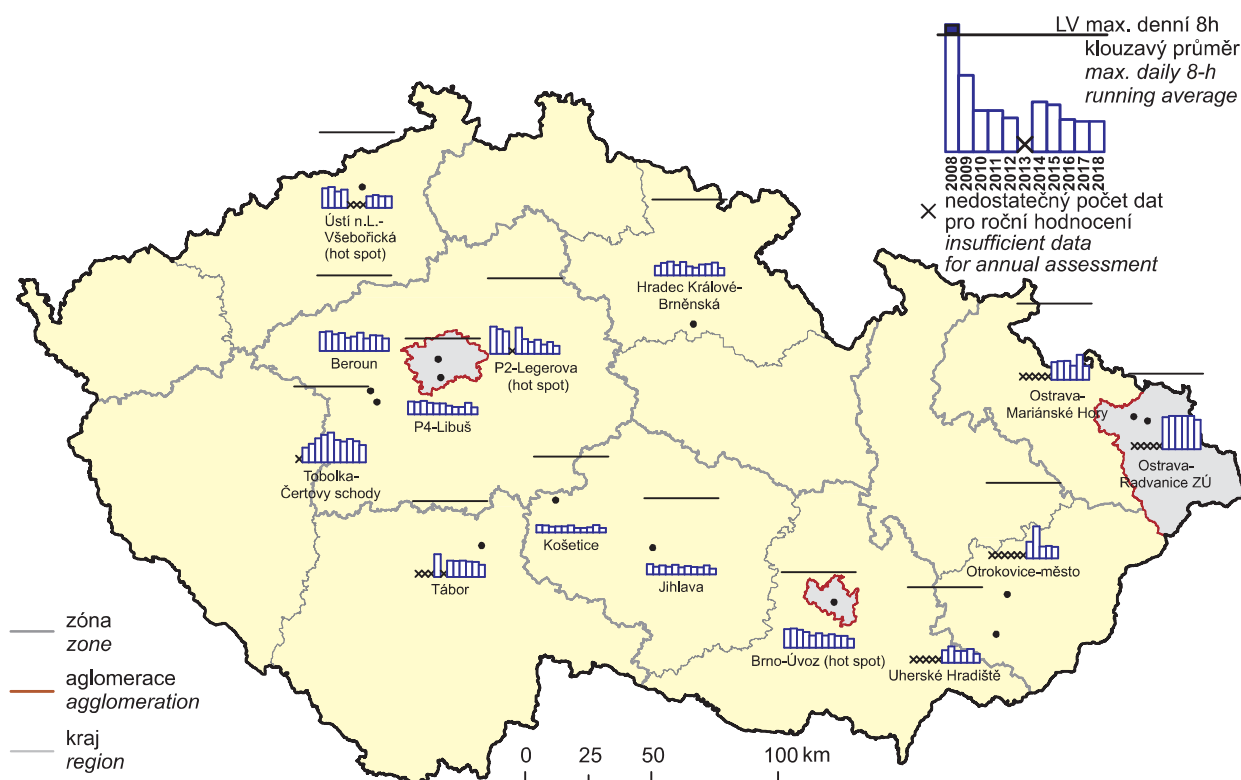 LV max. denní 8h
klouzavý průměr
max. daily 8-h
running average
2008
2009
2010
2011
2012
2013
2014
2015
2016
2017
2018
nedostatečný počet dat
pro roční hodnocení
insufficient data
for annual assessment
Ústí n.L.-
Všebořická
(hot spot)
Hradec Králové-
Brněnská
Beroun
P2-Legerova
(hot spot)
P4-Libuš
Ostrava-
Mariánské Hory
Ostrava-
Radvanice ZÚ
Tobolka-
Čertovy schody
Košetice
Tábor
Jihlava
Otrokovice-město
Brno-Úvoz (hot spot)
Uherské Hradiště
zóna
zone
aglomerace
agglomeration
kraj
region
0 25 50 100 km